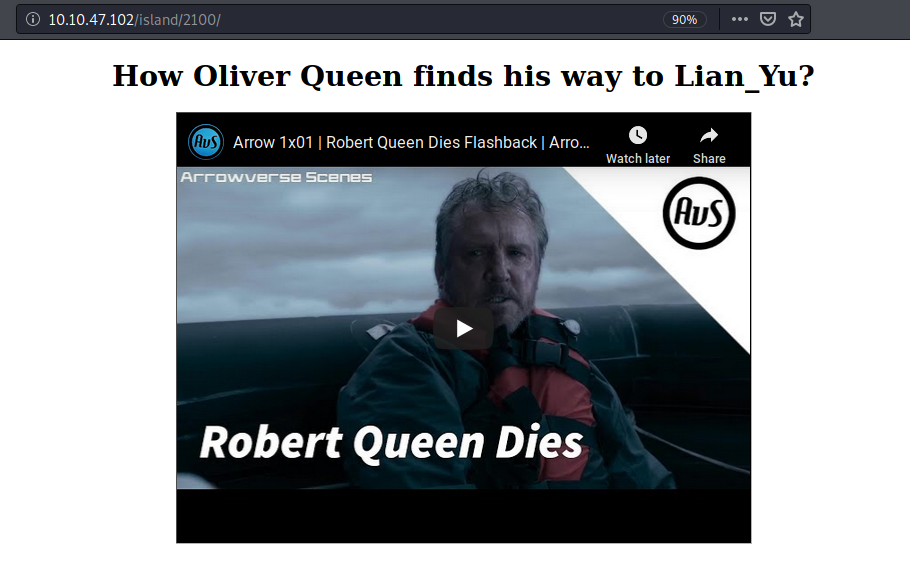 10.10.47.102/island/2100/
90%
How Oliver Queen finds his way to Lian_Yu?
AvS
Arrow 1x01 | Robert Queen Dies Flashback | Arro...
Watch later
Share
Arrowverse Scenes
AvS
Robert Queen Dies